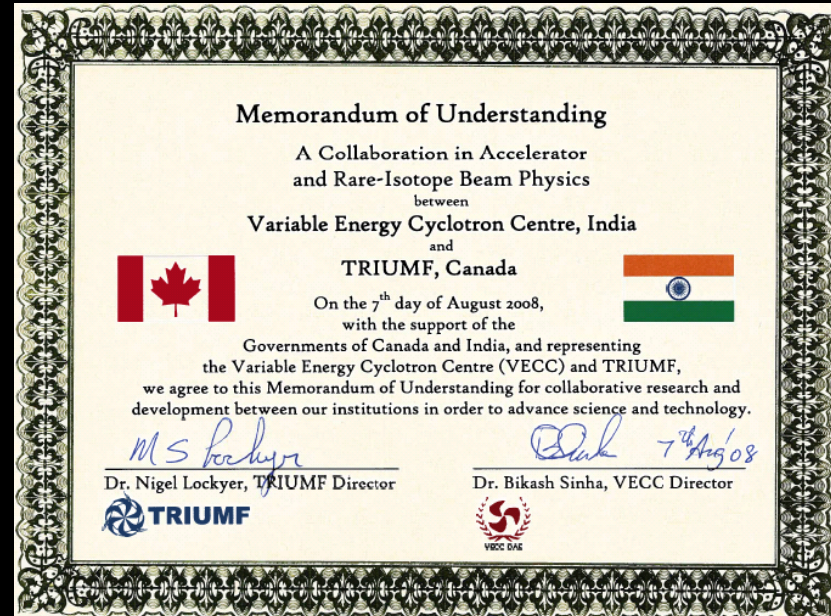 Memorandum of Understanding
A Collaboration in Accelerator
and Rare-Isotope Beam Physics
between
Variable Energy Cyclotron Centre, India
and
TRIUMF, Canada
On the 7th day of August 2008,
with the support of the
Governments of Canada and India, and representing
the Variable Energy Cyclotron Centre (VECC) and TRIUMF,
we agree to this Memorandum of Understanding for collaborative research and
development between our institutions in order to advance science and technology.
7th Aug' 08
Dr. Nigel Lockyer, TRIUMF Director
Dr. Bikash Sinha, VECC Director
TRIUMF
VECC DAE